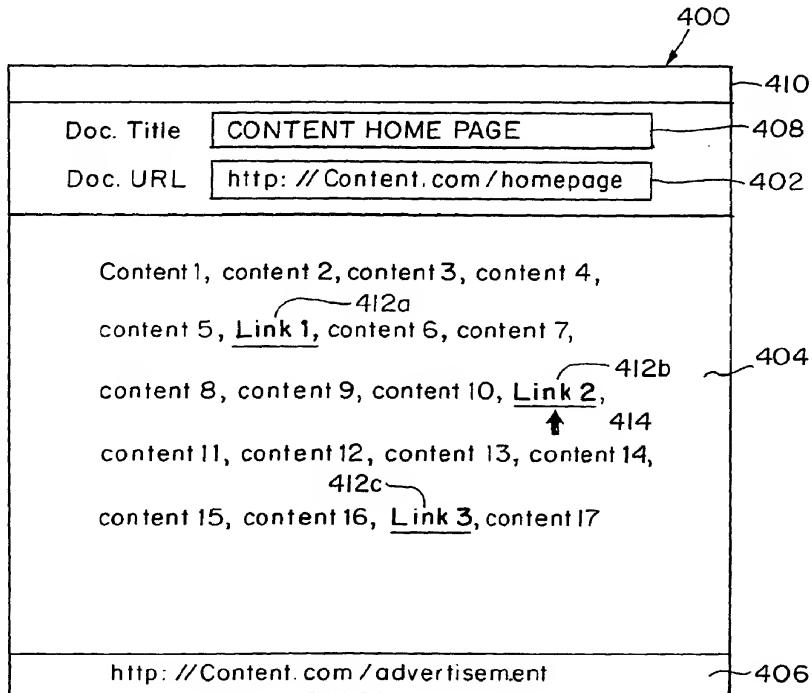 400
410
Doc. Title CONTENT HOME PAGE 408
Doc. URL http://Content.com/homepage 402
Content 1, content 2, content 3, content 4,
412a
content 5, Link 1, content 6, content 7,
412b 404
content 8, content 9, content 10, Link 2,
414
content 11, content 12, content 13, content 14,
412c
content 15, content 16, Link 3, content 17
http://Content.com/advertisement 406